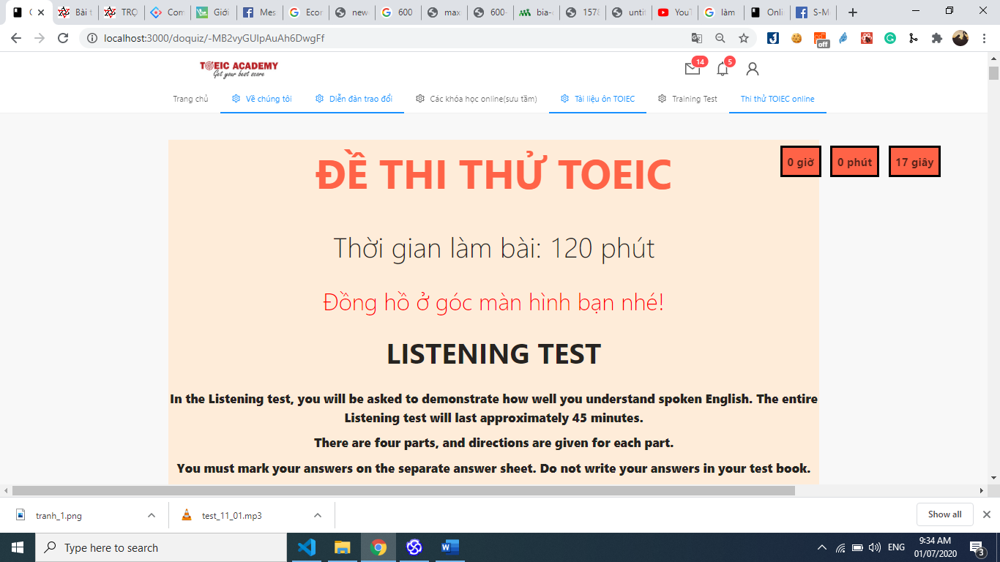 Bài t
TRỌ
Com
Giới
Mes
Econ
new
600
max
600-
bia-
1578
unti
YouT
làm
Onli
S-M
localhost:3000/doquiz/-MB2vyGUIpAuAh6DwgFf
off
TOEIC ACADEMY
Get your best score
14
5
Trang chủ
Về chúng tôi
Diễn đàn trao đổi
Các khóa học online(sưu tầm)
Tài liệu ôn TOIEC
Training Test
Thi thử TOIEC online
ĐỀ THI THỬ TOEIC
0 giờ
0 phút
17 giây
Thời gian làm bài: 120 phút
Đồng hồ ở góc màn hình bạn nhé!
LISTENING TEST
In the Listening test, you will be asked to demonstrate how well you understand spoken English. The entire
Listening test will last approximately 45 minutes.
There are four parts, and directions are given for each part.
You must mark your answers on the separate answer sheet. Do not write your answers in your test book.
tranh_1.png
test_11_01.mp3
Show all
Type here to search
ENG
9:34 AM
01/07/2020
3